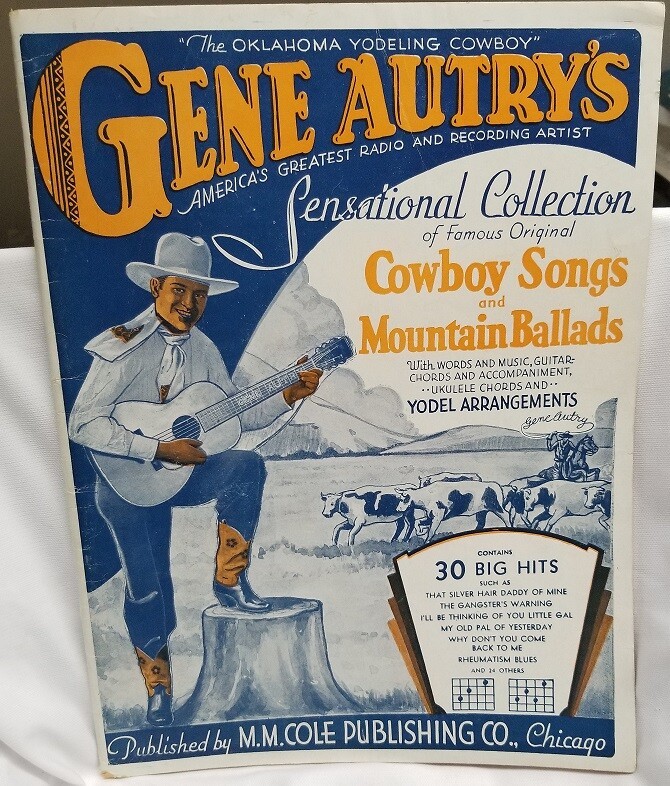 "The OKLAHOMA YODELING COWBOY"
GENE AUTRY'S
AMERICA'S GREATEST RADIO AND RECORDING ARTIST
Sensational Collection
of Famous Original
Cowboy Songs
and
Mountain Ballads
With WORDS AND MUSIC, GUITAR-
CHORDS AND ACCOMPANIMENT,
··UKULELE CHORDS AND··
YODEL ARRANGEMENTS
Gene Autry
GENE AUTRY
CONTAINS
30 BIG HITS
SUCH AS
THAT SILVER HAIR DADDY OF MINE
THE GANGSTER'S WARNING
I'LL BE THINKING OF YOU LITTLE GAL
MY OLD PAL OF YESTERDAY
WHY DON'T YOU COME
BACK TO ME
RHEUMATISM BLUES
AND 24 OTHERS
Published by M.M. COLE PUBLISHING CO., Chicago